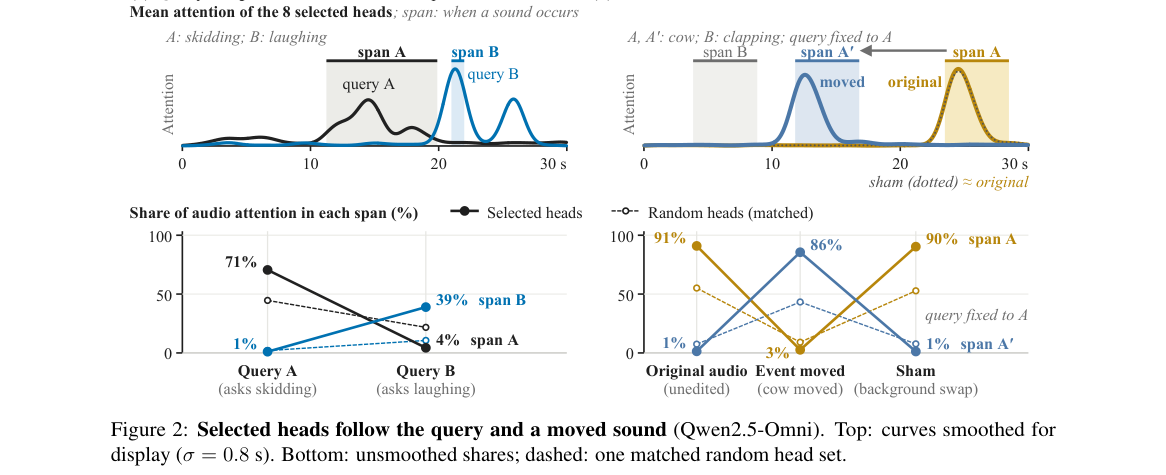 Mean attention of the 8 selected heads; span: when a sound occurs
A: skidding; B: laughing
span A
span B
query A
query B
Attention
0 10 20 30 s
A, A′: cow; B: clapping; query fixed to A
span B
span A′
span A
moved
original
Attention
0 10 20 30 s
sham (dotted) ≈ original
Share of audio attention in each span (%)
Selected heads
Random heads (matched)
100
50
0
71%
1%
39% span B
4% span A
Query A
(asks skidding)
Query B
(asks laughing)
100
50
0
91%
1%
86%
3%
90% span A
query fixed to A
1% span A′
Original audio
(unedited)
Event moved
(cow moved)
Sham
(background swap)
Figure 2: Selected heads follow the query and a moved sound (Qwen2.5-Omni). Top: curves smoothed for
display (σ = 0.8 s). Bottom: unsmoothed shares; dashed: one matched random head set.